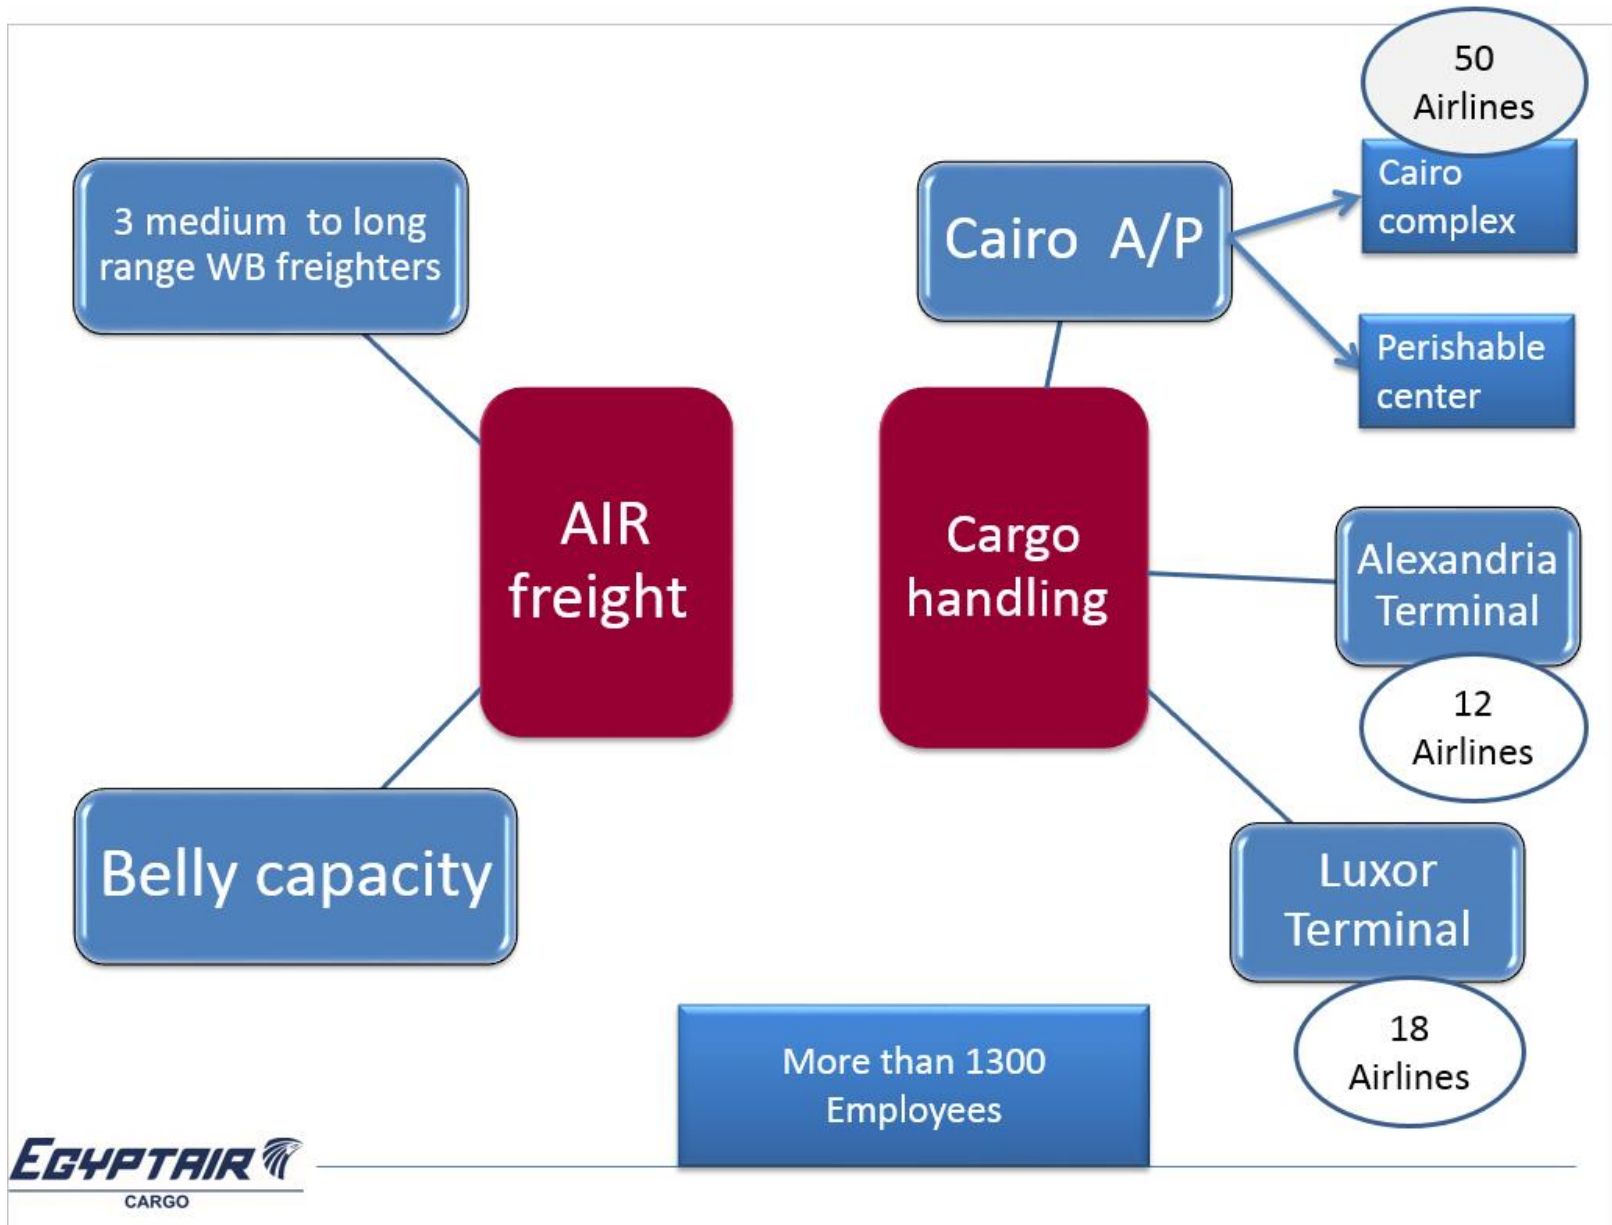 50
Airlines
3 medium  to long
range WB freighters
Cairo  A/P
Cairo
complex
Perishable
center
AIR
freight
Cargo
handling
Alexandria
Terminal
12
Airlines
Belly capacity
Luxor
Terminal
18
Airlines
More than 1300
Employees
EGYPTAIR
CARGO